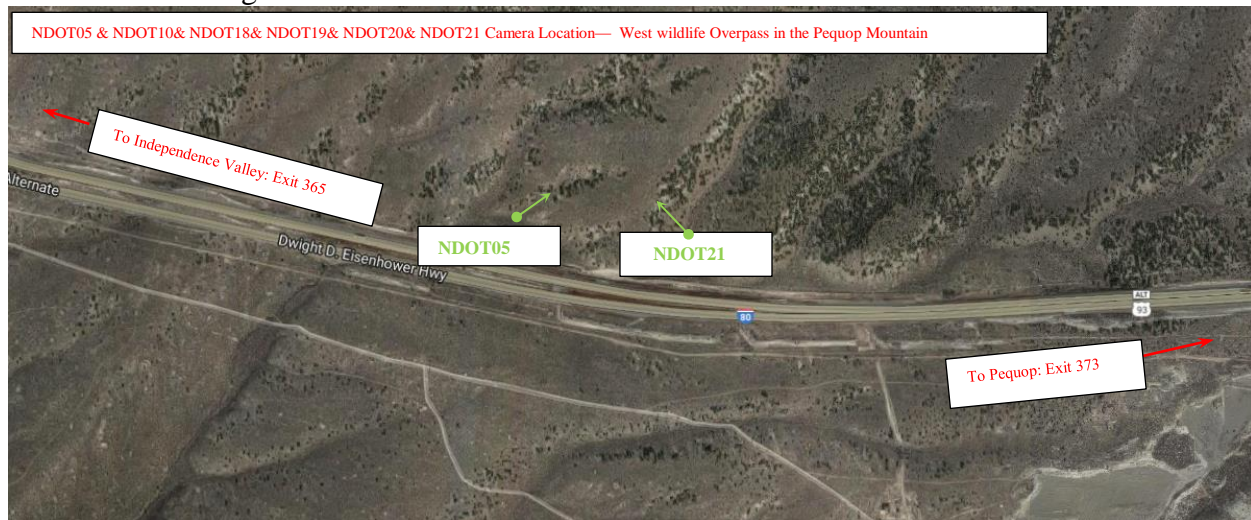 NDOT05 & NDOT10& NDOT18& NDOT19& NDOT20& NDOT21 Camera Location— West wildlife Overpass in the Pequop Mountain
To Independence Valley: Exit 365
Alternate
NDOT05
NDOT21
Dwight D. Eisenhower Hwy
ALT
93
80
To Pequop: Exit 373